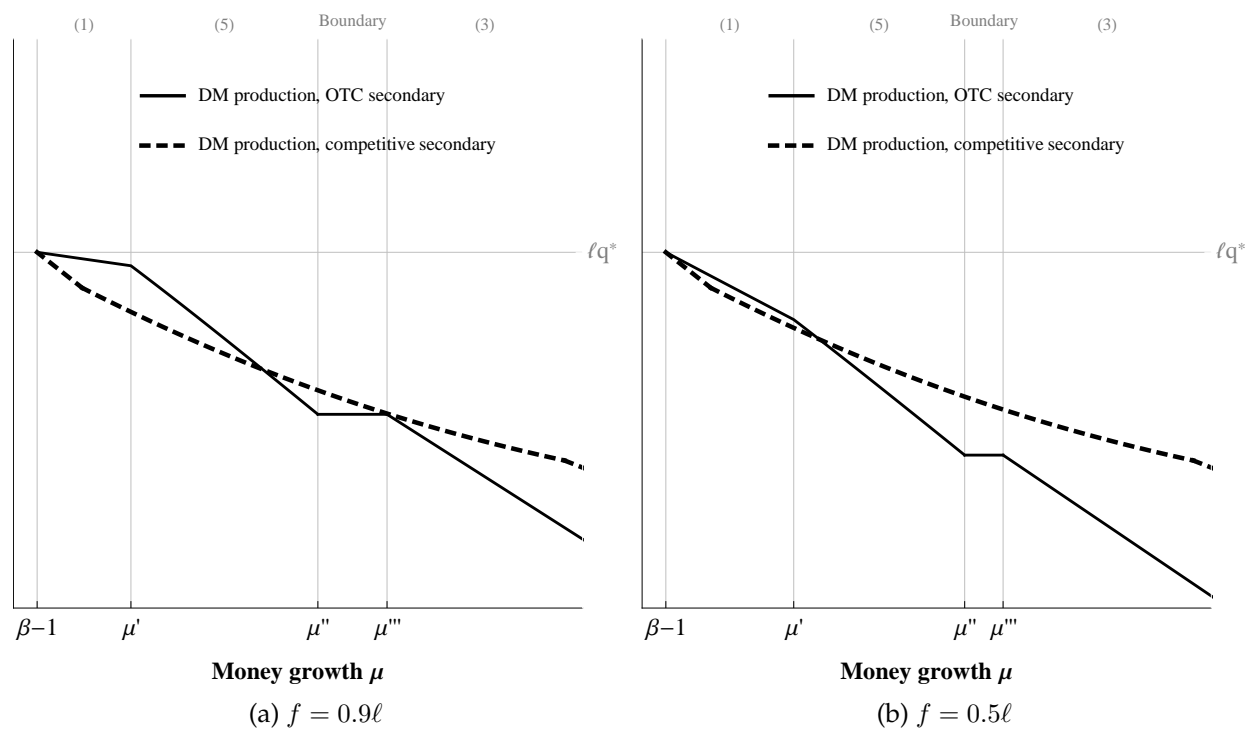 (1) (5) Boundary (3)
DM production, OTC secondary
DM production, competitive secondary
ℓq*
β−1 μ' μ'' μ'''
Money growth μ
(a) f = 0.9ℓ
(1) (5) Boundary (3)
DM production, OTC secondary
DM production, competitive secondary
ℓq*
β−1 μ' μ'' μ'''
Money growth μ
(b) f = 0.5ℓ